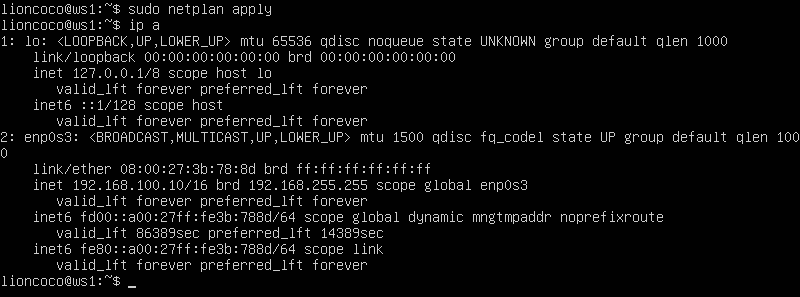 lioncoco@ws1:~$ sudo netplan apply
lioncoco@ws1:~$ ip a
1: lo: <LOOPBACK,UP,LOWER_UP> mtu 65536 qdisc noqueue state UNKNOWN group default qlen 1000
    link/loopback 00:00:00:00:00:00 brd 00:00:00:00:00:00
    inet 127.0.0.1/8 scope host lo
       valid_lft forever preferred_lft forever
    inet6 ::1/128 scope host
       valid_lft forever preferred_lft forever
2: enp0s3: <BROADCAST,MULTICAST,UP,LOWER_UP> mtu 1500 qdisc fq_codel state UP group default qlen 100
0
    link/ether 08:00:27:3b:78:8d brd ff:ff:ff:ff:ff:ff
    inet 192.168.100.10/16 brd 192.168.255.255 scope global enp0s3
       valid_lft forever preferred_lft forever
    inet6 fd00::a00:27ff:fe3b:788d/64 scope global dynamic mngtmpaddr noprefixroute
       valid_lft 86389sec preferred_lft 14389sec
    inet6 fe80::a00:27ff:fe3b:788d/64 scope link
       valid_lft forever preferred_lft forever
lioncoco@ws1:~$ _